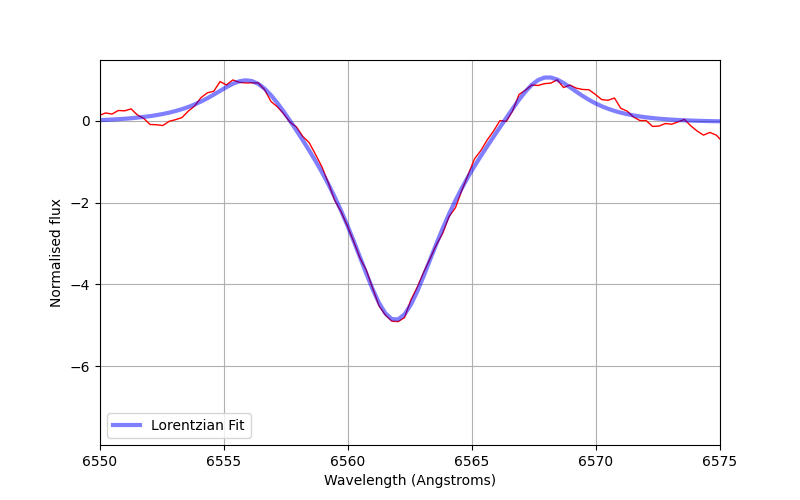 0
−2
−4
−6
Normalised flux
Lorentzian Fit
6550 6555 6560 6565 6570 6575
Wavelength (Angstroms)